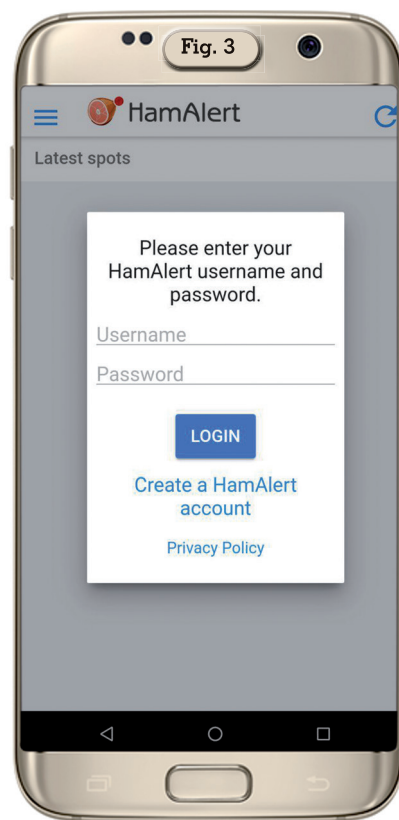 Fig. 3
HamAlert
Latest spots
Please enter your
HamAlert username and
password.
Username
Password
LOGIN
Create a HamAlert
account
Privacy Policy